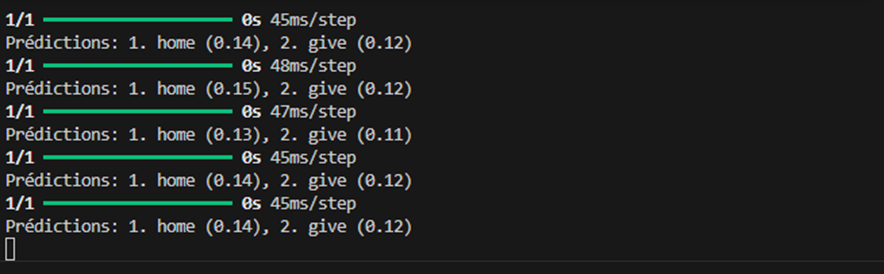 1/1 ━━━━━━━━━━━━━━━━━━━━ 0s 45ms/step
Prédictions: 1. home (0.14), 2. give (0.12)
1/1 ━━━━━━━━━━━━━━━━━━━━ 0s 48ms/step
Prédictions: 1. home (0.15), 2. give (0.12)
1/1 ━━━━━━━━━━━━━━━━━━━━ 0s 47ms/step
Prédictions: 1. home (0.13), 2. give (0.11)
1/1 ━━━━━━━━━━━━━━━━━━━━ 0s 45ms/step
Prédictions: 1. home (0.14), 2. give (0.12)
1/1 ━━━━━━━━━━━━━━━━━━━━ 0s 45ms/step
Prédictions: 1. home (0.14), 2. give (0.12)